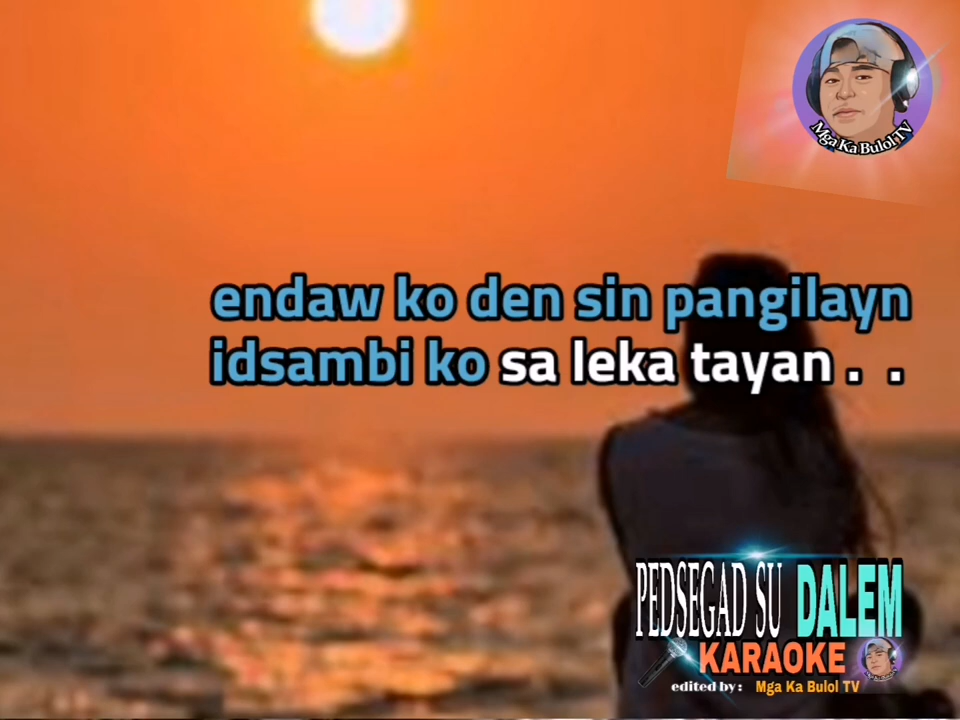 Mga Ka Bulol TV
endaw ko den sin pangilayn
idsambi ko sa leka tayan . .
PEDSEGAD SU DALEM
KARAOKE
edited by : Mga Ka Bulol TV